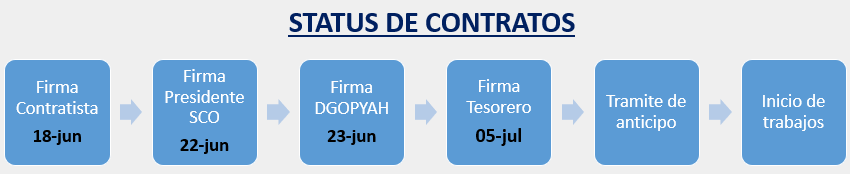 STATUS DE CONTRATOS
Firma
Contratista
18-jun
Firma
Presidente
SCO
22-jun
Firma
DGOPYAH
23-jun
Firma
Tesorero
05-jul
Tramite de
anticipo
Inicio de
trabajos